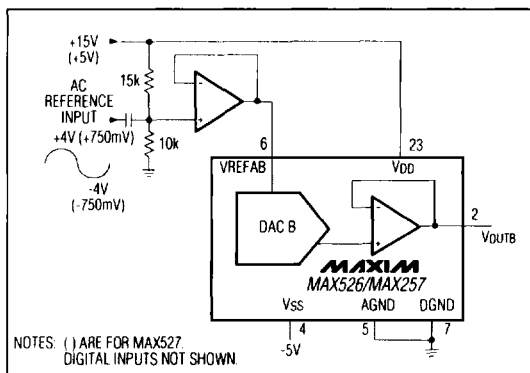 +15V
(+5V)
15k
AC
REFERENCE
INPUT
+4V (+750mV)
10k
-4V
(-750mV)
-
+
6
23
VREFAB
VDD
DAC B
-
+
2
VOUTB
MAXIM
MAX526/MAX257
VSS
AGND
DGND
4
5
7
-5V
NOTES: ( ) ARE FOR MAX527.
DIGITAL INPUTS NOT SHOWN.